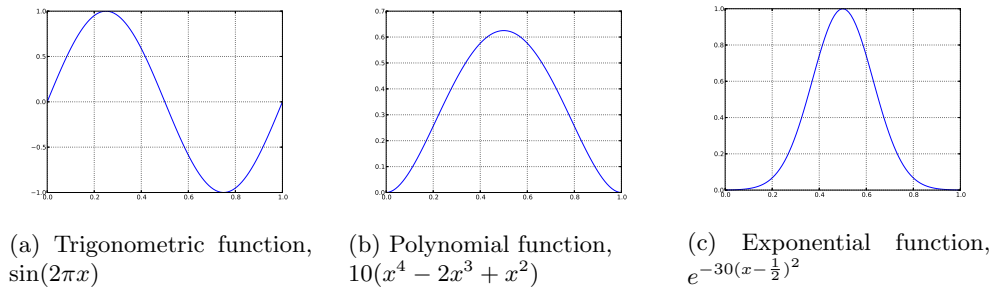 1.0
0.5
0.0
−0.5
−1.0
0.0 0.2 0.4 0.6 0.8 1.0
(a) Trigonometric function,
sin(2πx)
0.7
0.6
0.5
0.4
0.3
0.2
0.1
0.0
0.0 0.2 0.4 0.6 0.8 1.0
(b) Polynomial function,
10(x⁴ − 2x³ + x²)
1.0
0.8
0.6
0.4
0.2
0.0
0.0 0.2 0.4 0.6 0.8 1.0
(c) Exponential function,
e^{−30(x−\frac{1}{2})^2}